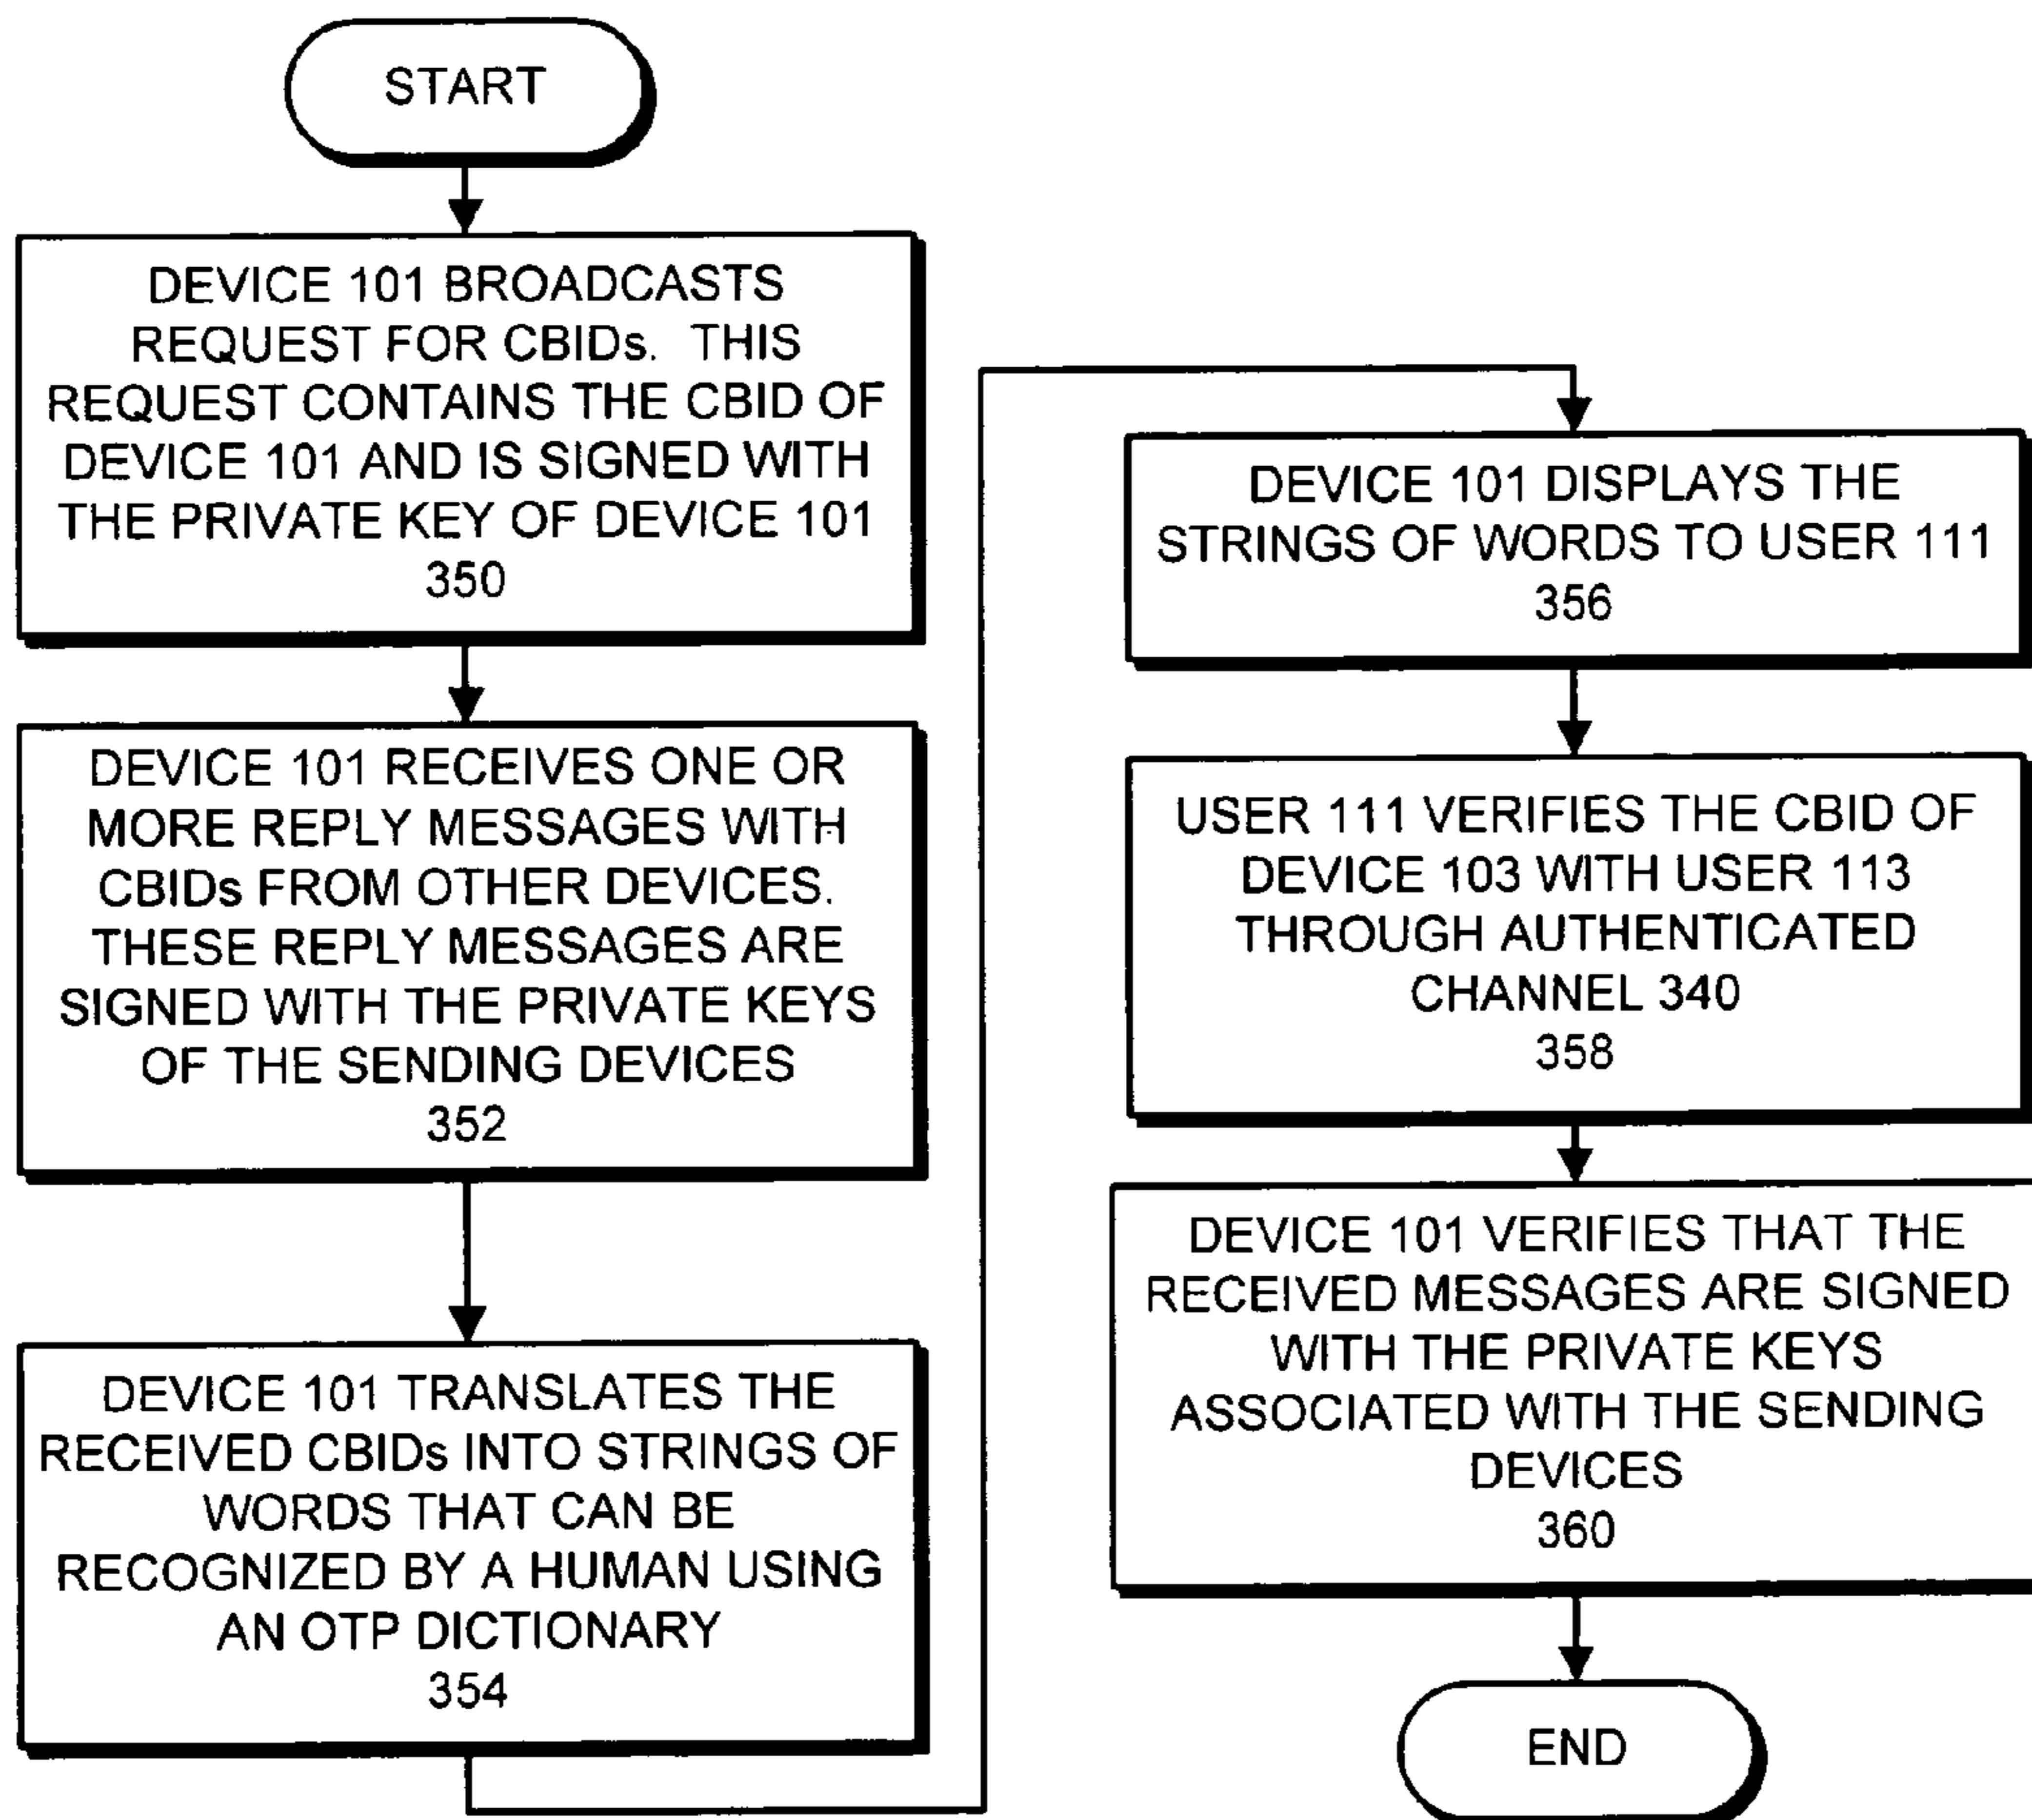 START
DEVICE 101 BROADCASTS
REQUEST FOR CBIDs. THIS
REQUEST CONTAINS THE CBID OF
DEVICE 101 AND IS SIGNED WITH
THE PRIVATE KEY OF DEVICE 101
350
DEVICE 101 RECEIVES ONE OR
MORE REPLY MESSAGES WITH
CBIDs FROM OTHER DEVICES.
THESE REPLY MESSAGES ARE
SIGNED WITH THE PRIVATE KEYS
OF THE SENDING DEVICES
352
DEVICE 101 TRANSLATES THE
RECEIVED CBIDs INTO STRINGS OF
WORDS THAT CAN BE
RECOGNIZED BY A HUMAN USING
AN OTP DICTIONARY
354
DEVICE 101 DISPLAYS THE
STRINGS OF WORDS TO USER 111
356
USER 111 VERIFIES THE CBID OF
DEVICE 103 WITH USER 113
THROUGH AUTHENTICATED
CHANNEL 340
358
DEVICE 101 VERIFIES THAT THE
RECEIVED MESSAGES ARE SIGNED
WITH THE PRIVATE KEYS
ASSOCIATED WITH THE SENDING
DEVICES
360
END